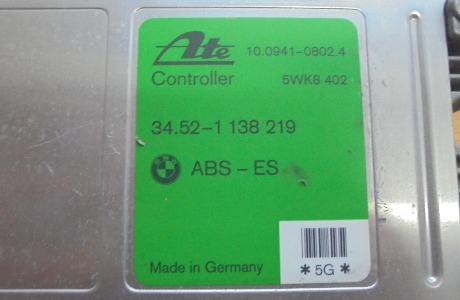 Ate 10.0941-0802.4
Controller 5WK8 402
34.52-1 138 219
ABS - ES
Made in Germany * 5G *